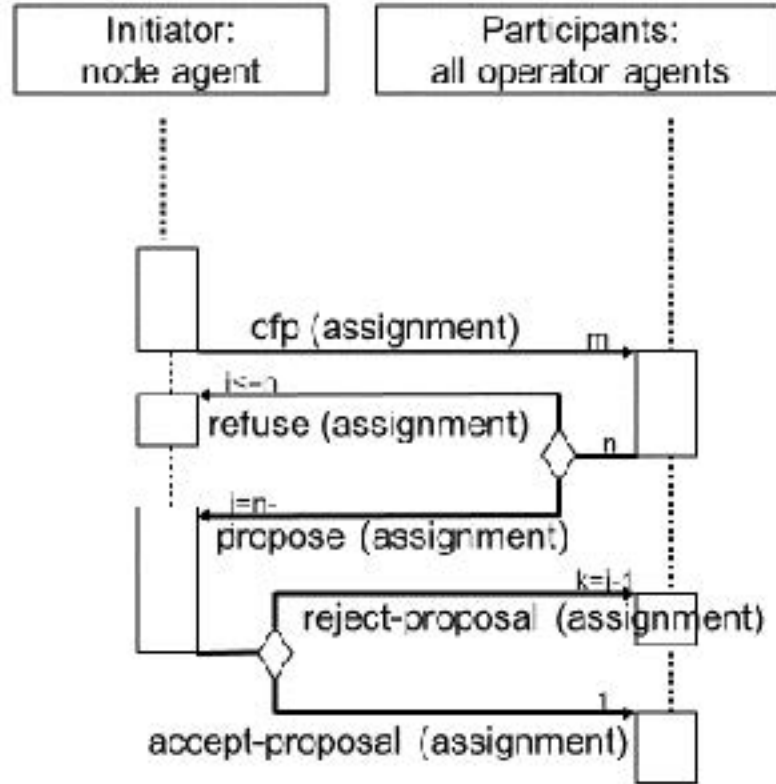 Initiator:
node agent
Participants:
all operator agents
cfp (assignment)
m
refuse (assignment)
n
propose (assignment)
reject-proposal (assignment)
1
accept-proposal (assignment)